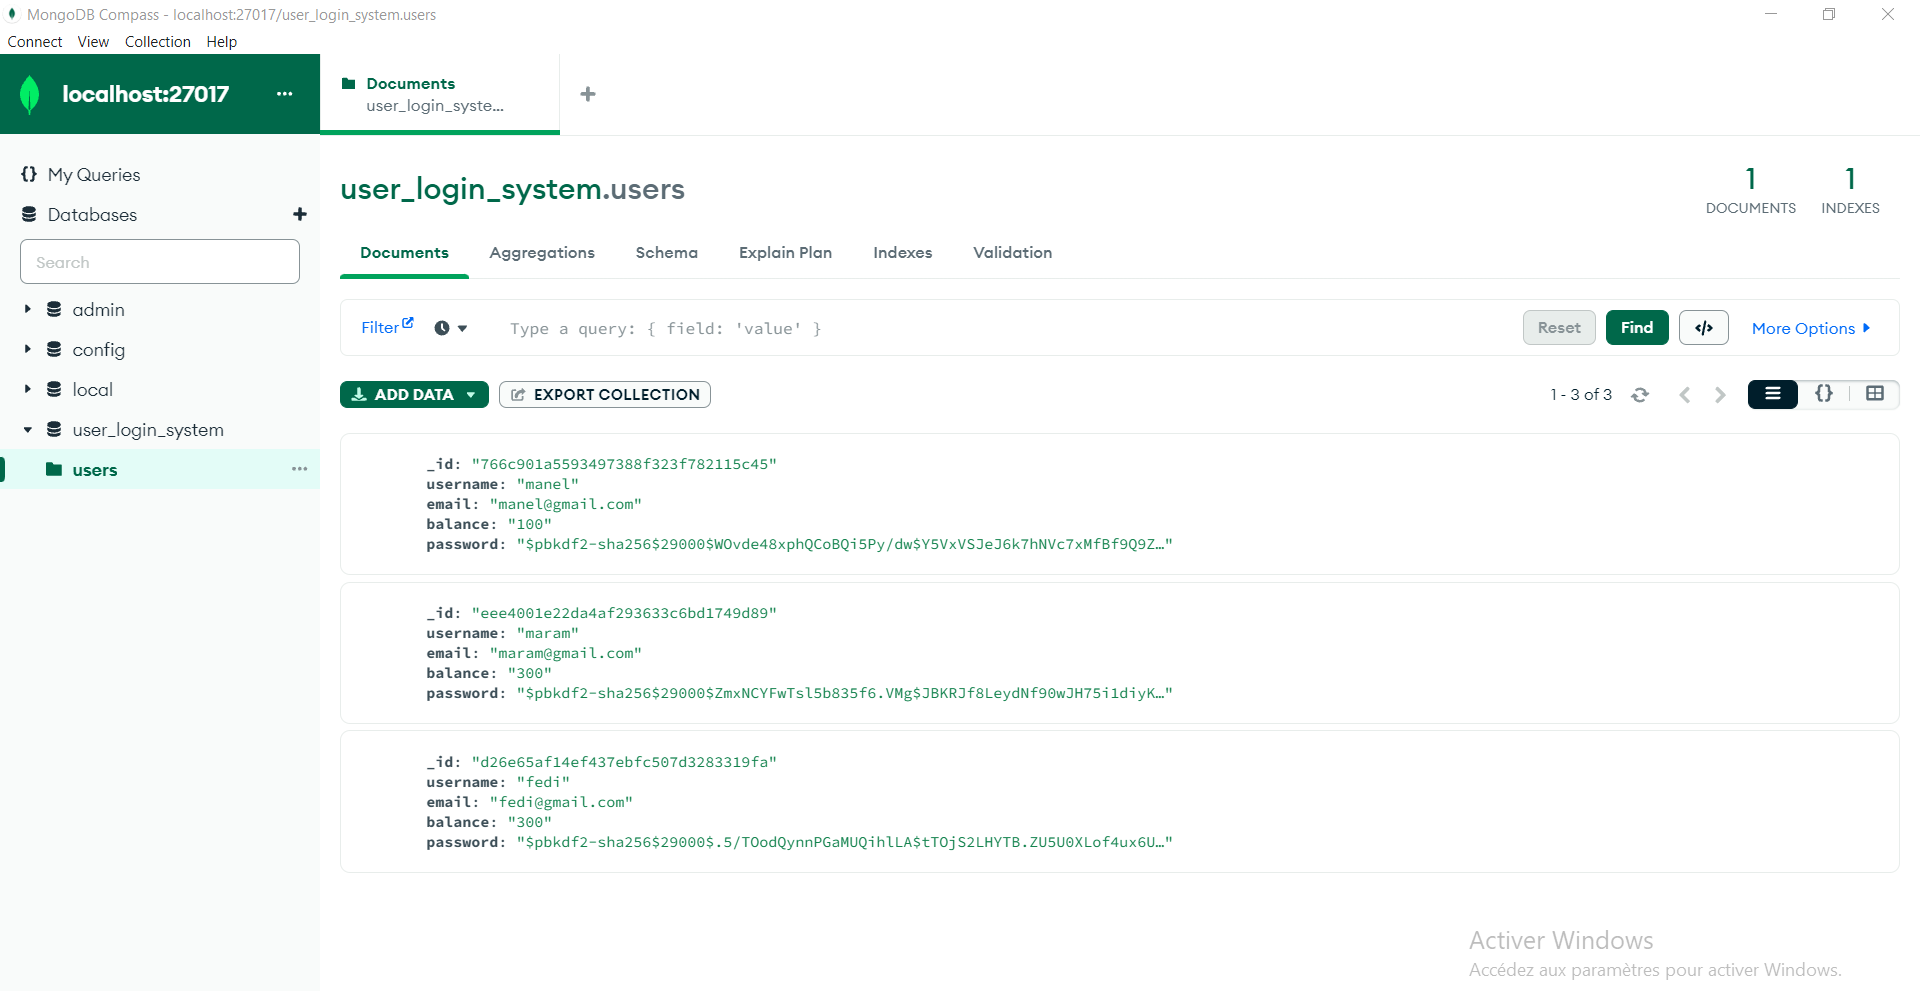 MongoDB Compass - localhost:27017/user_login_system.users
Connect View Collection Help
localhost:27017 ...
Documents
user_login_syste...
+
{} My Queries
Databases +
Search
admin
config
local
user_login_system
users ...
user_login_system.users
1
DOCUMENTS
1
INDEXES
Documents Aggregations Schema Explain Plan Indexes Validation
Filter Type a query: { field: 'value' } Reset Find </> More Options
ADD DATA EXPORT COLLECTION 1 - 3 of 3 {}
_id: "766c901a5593497388f323f782115c45"
username: "manel"
email: "manel@gmail.com"
balance: "100"
password: "$pbkdf2-sha256$29000$WOvde48xphQCoBQi5Py/dw$Y5VxVSJeJ6k7hNVc7xMfBf9Q9Z…"
_id: "eee4001e22da4af293633c6bd1749d89"
username: "maram"
email: "maram@gmail.com"
balance: "300"
password: "$pbkdf2-sha256$29000$ZmxNCYFwTsl5b835f6.VMg$JBKRJf8LeydNf90wJH75i1diyK…"
_id: "d26e65af14ef437ebfc507d3283319fa"
username: "fedi"
email: "fedi@gmail.com"
balance: "300"
password: "$pbkdf2-sha256$29000$.5/TOodQynnPGaMUQihlLA$tTOjS2LHYTB.ZU5U0XLof4ux6U…"
Activer Windows
Accédez aux paramètres pour activer Windows.